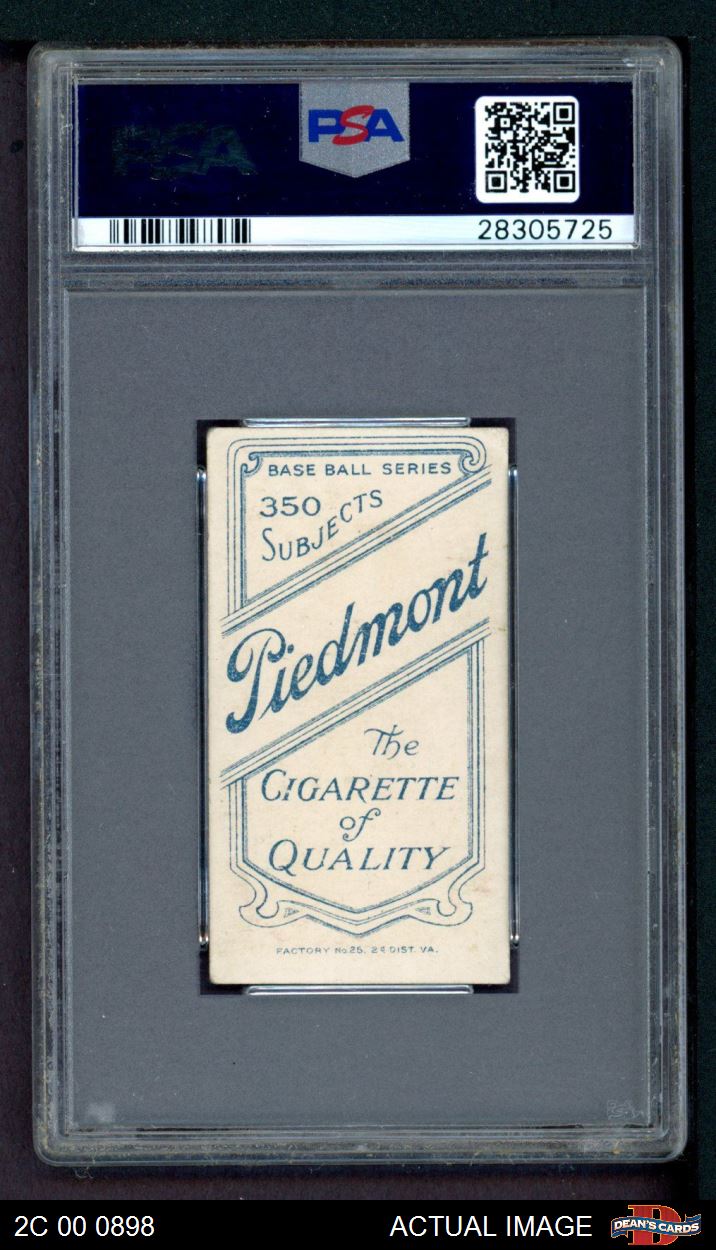 PSA
PSA
28305725
BASE BALL SERIES
350
SUBJECTS
Piedmont
The
CIGARETTE
of
QUALITY
FACTORY No 25, 2d DIST. VA.
2C 00 0898
ACTUAL IMAGE
D
DEAN'S CARDS